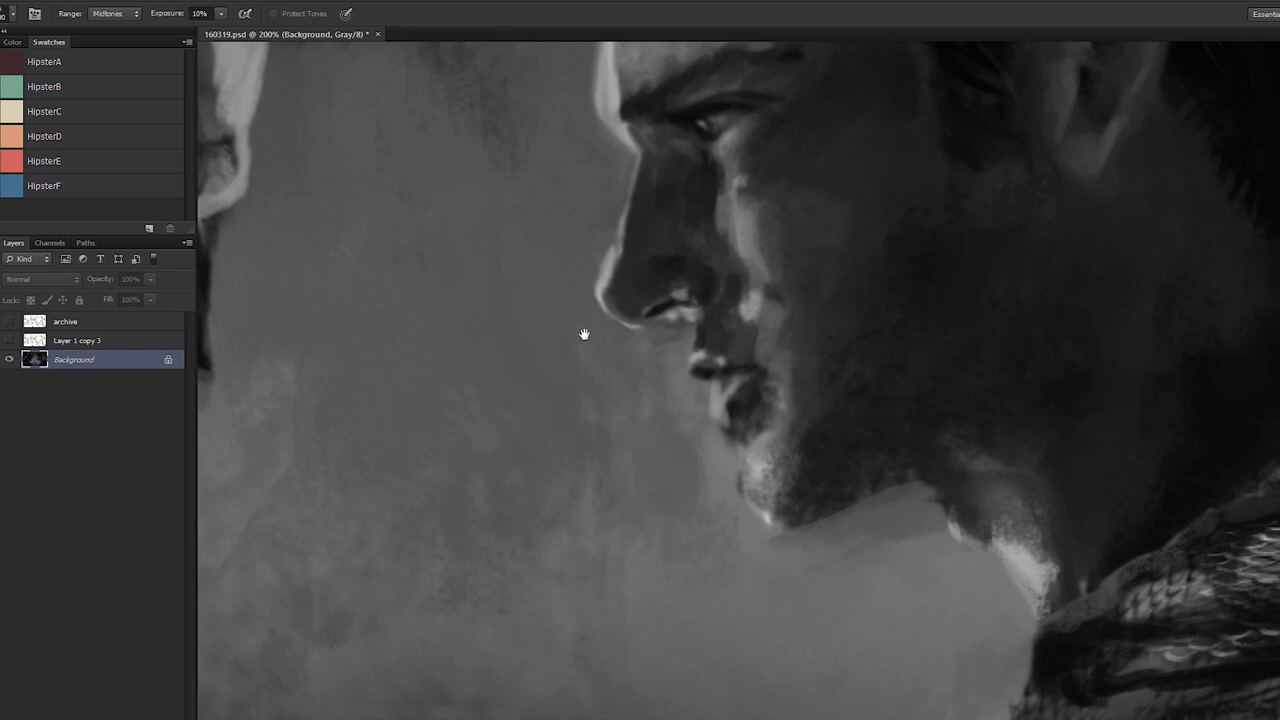 Range: Midtones Exposure: 10% Protect Tones
Essentia
160319.psd @ 200% (Background, Gray/8) * ×
Color Swatches
HipsterA
HipsterB
HipsterC
HipsterD
HipsterE
HipsterF
Layers Channels Paths
Kind
Normal Opacity: 100%
Lock: Fill: 100%
archive
Layer 1 copy 3
Background